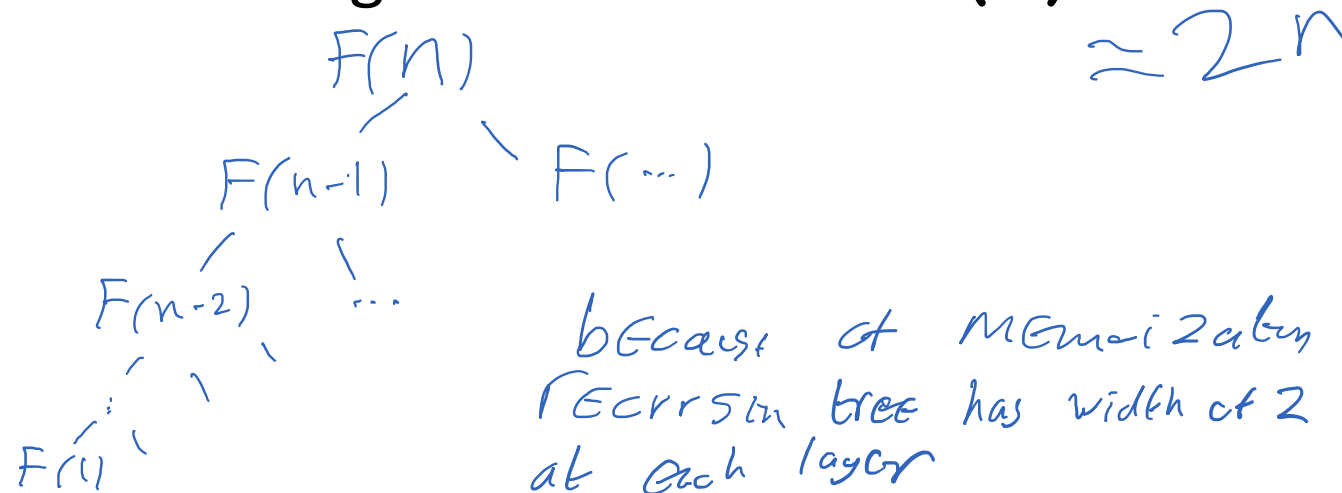 ≈ 2n
F(n)
F(n-1) F(...)
F(n-2) ...
because of memoization
recursion tree has width of 2
at each layer
F(1)